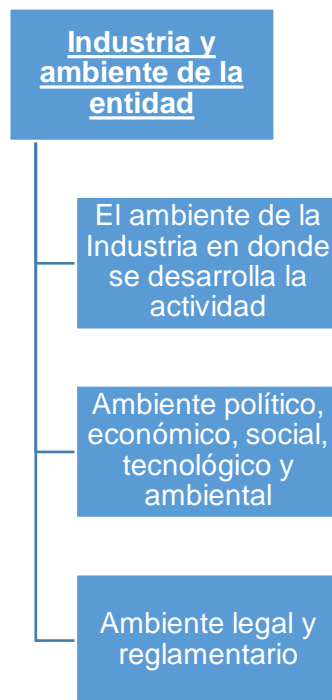 Industria y
ambiente de la
entidad
El ambiente de la
Industria en donde
se desarrolla la
actividad
Ambiente político,
económico, social,
tecnológico y
ambiental
Ambiente legal y
reglamentario